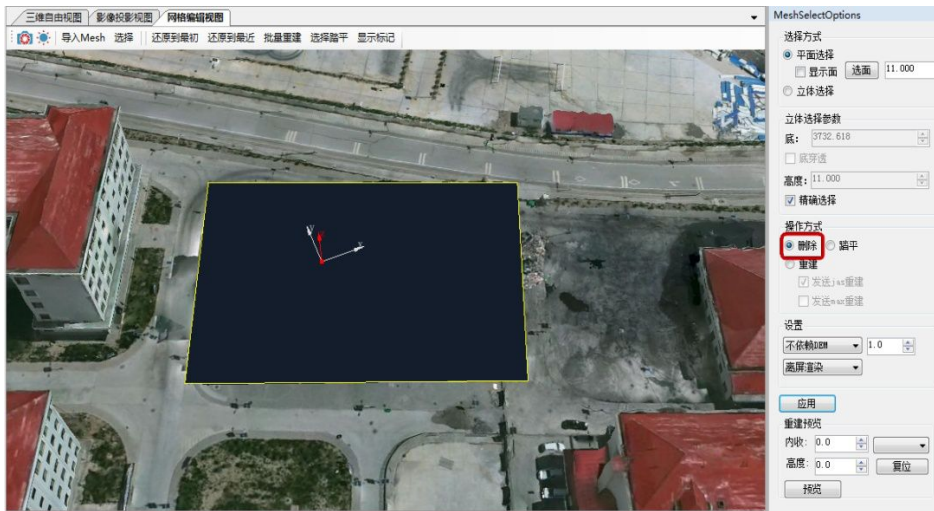 三维自由视图 影像投影视图 网格编辑视图
导入Mesh 选择 还原到最初 还原到最近 批量重建 选择踏平 显示标记
MeshSelectOptions
选择方式
平面选择
显示面 选面 11.000
立体选择
立体选择参数
底: 3732.618
底穿透
高度: 11.000
精确选择
操作方式
删除 踏平
重建
发送jas重建
发送max重建
设置
不依赖DEM 1.0
离屏渲染
应用
重建预览
内收: 0.0
高度: 0.0 复位
预览
y
x